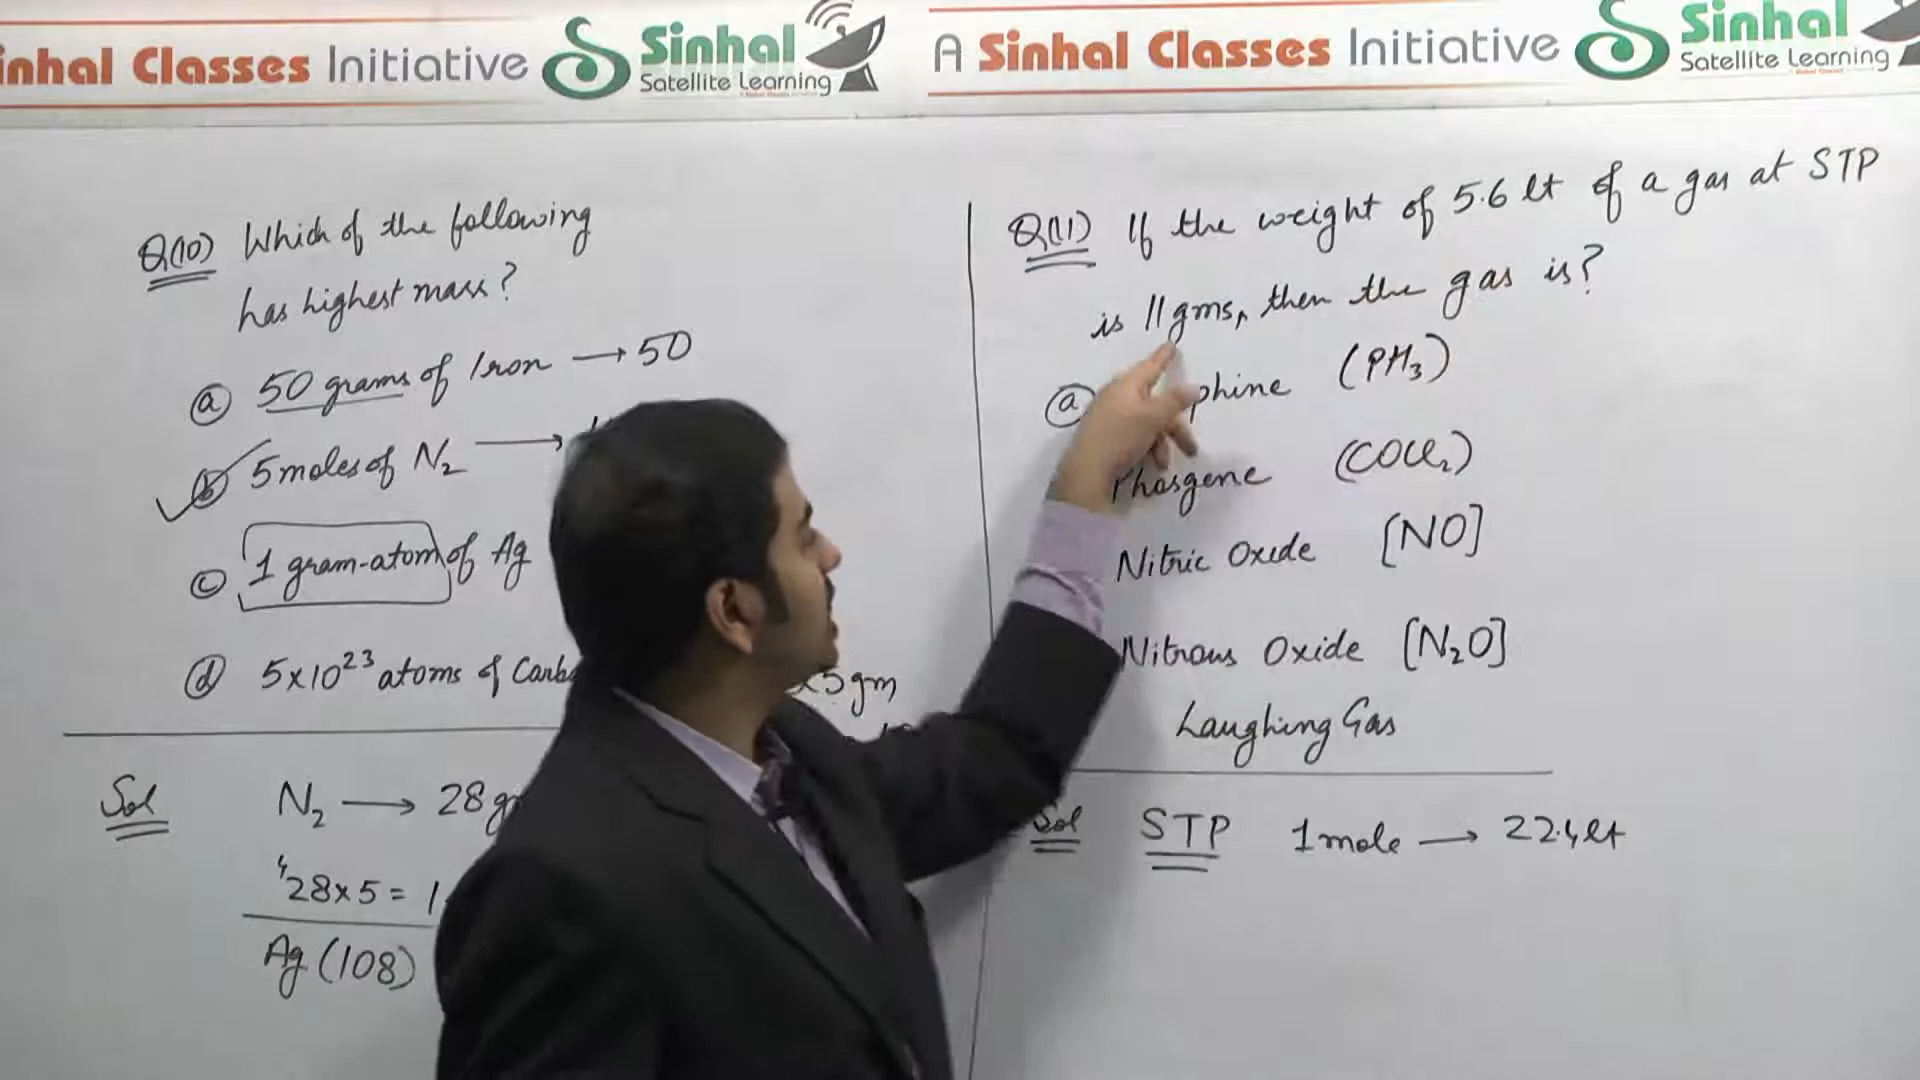 inhal Classes Initiative
Sinhal
Satellite Learning
A Sinhal Classes Initiative
Sinhal
Satellite Learning
Q(10) Which of the following
has highest mass?
(a) 50 grams of Iron → 50
(b) 5 moles of N₂ →
(c) 1 gram-atom of Ag
(d) 5×10²³ atoms of Carb
×5gm
Sol N₂ → 28g
28×5 = 1
Ag (108)
Q(11) If the weight of 5.6 lt of a gas at STP
is 11 gms, then the gas is?
(a) phine (PH₃)
Phosgene (COCl₂)
Nitric Oxide [NO]
Nitrous Oxide [N₂O]
Laughing Gas
Sol STP 1 mole → 22.4 lt